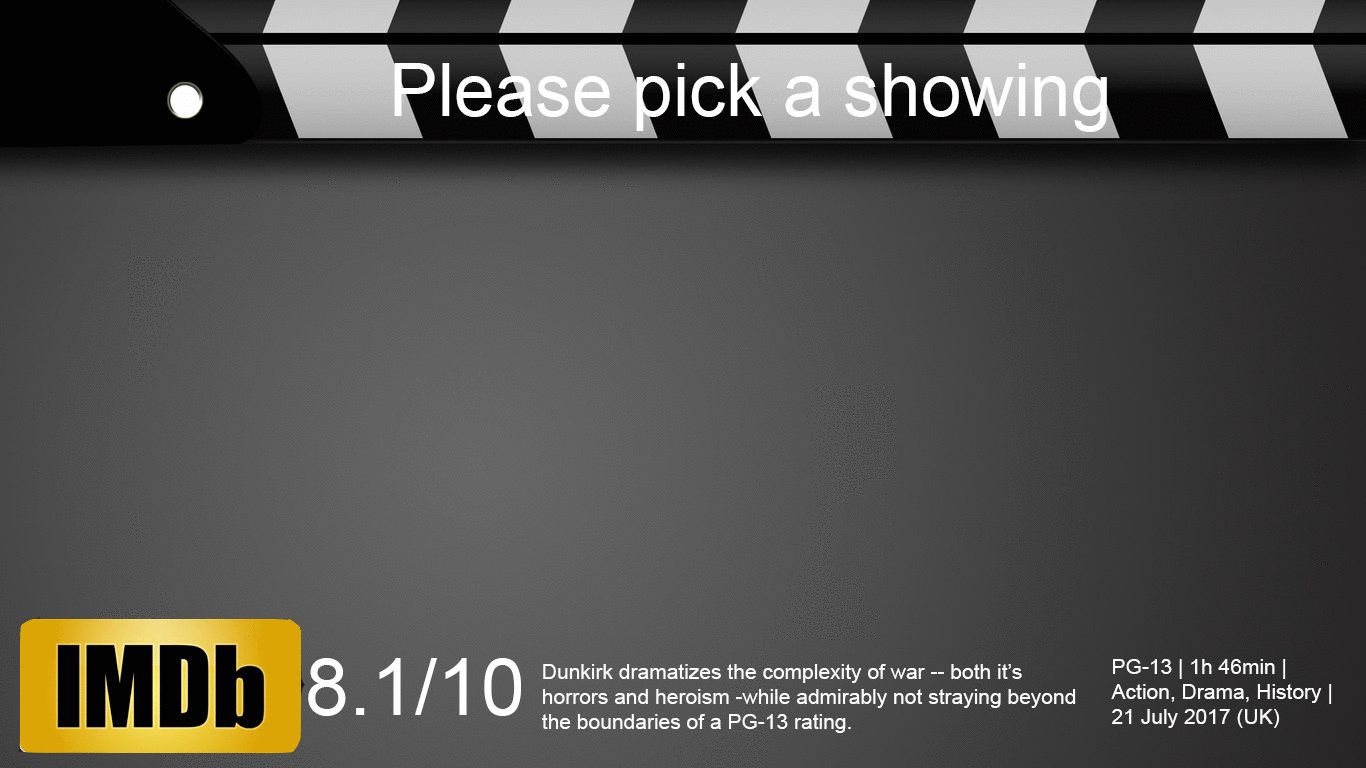 Please pick a showing
IMDb
8.1/10
Dunkirk dramatizes the complexity of war -- both it’s
horrors and heroism -while admirably not straying beyond
the boundaries of a PG-13 rating.
PG-13 | 1h 46min |
Action, Drama, History |
21 July 2017 (UK)